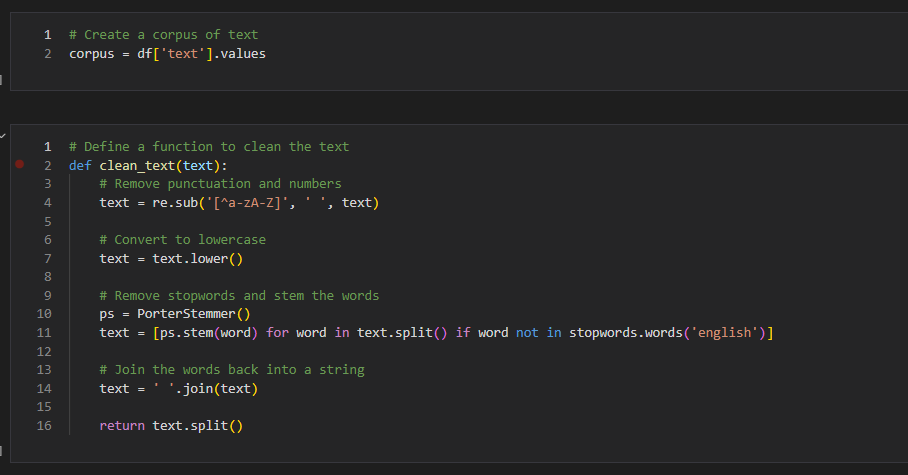 1 # Create a corpus of text
2 corpus = df['text'].values
1 # Define a function to clean the text
2 def clean_text(text):
3     # Remove punctuation and numbers
4     text = re.sub('[^a-zA-Z]', ' ', text)
5
6     # Convert to lowercase
7     text = text.lower()
8
9     # Remove stopwords and stem the words
10     ps = PorterStemmer()
11     text = [ps.stem(word) for word in text.split() if word not in stopwords.words('english')]
12
13     # Join the words back into a string
14     text = ' '.join(text)
15
16     return text.split()